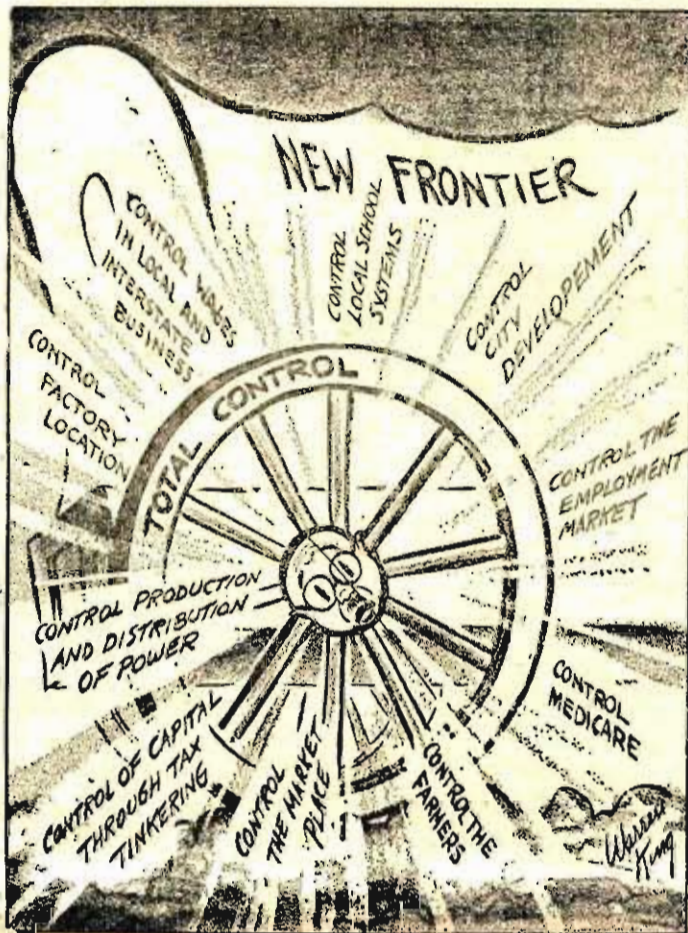 NEW FRONTIER
CONTROL WAGES
IN LOCAL AND
INTERSTATE
BUSINESS
CONTROL
LOCAL SCHOOL
SYSTEMS
CONTROL
CITY
DEVELOPEMENT
CONTROL
FACTORY
LOCATION
TOTAL CONTROL
CONTROL THE
EMPLOYMENT
MARKET
CONTROL PRODUCTION
AND DISTRIBUTION
OF POWER
CONTROL
MEDICARE
CONTROL OF CAPITAL
THROUGH TAX
TINKERING
CONTROL
THE MARKET
PLACE
CONTROL THE
FARMERS
Warren
King